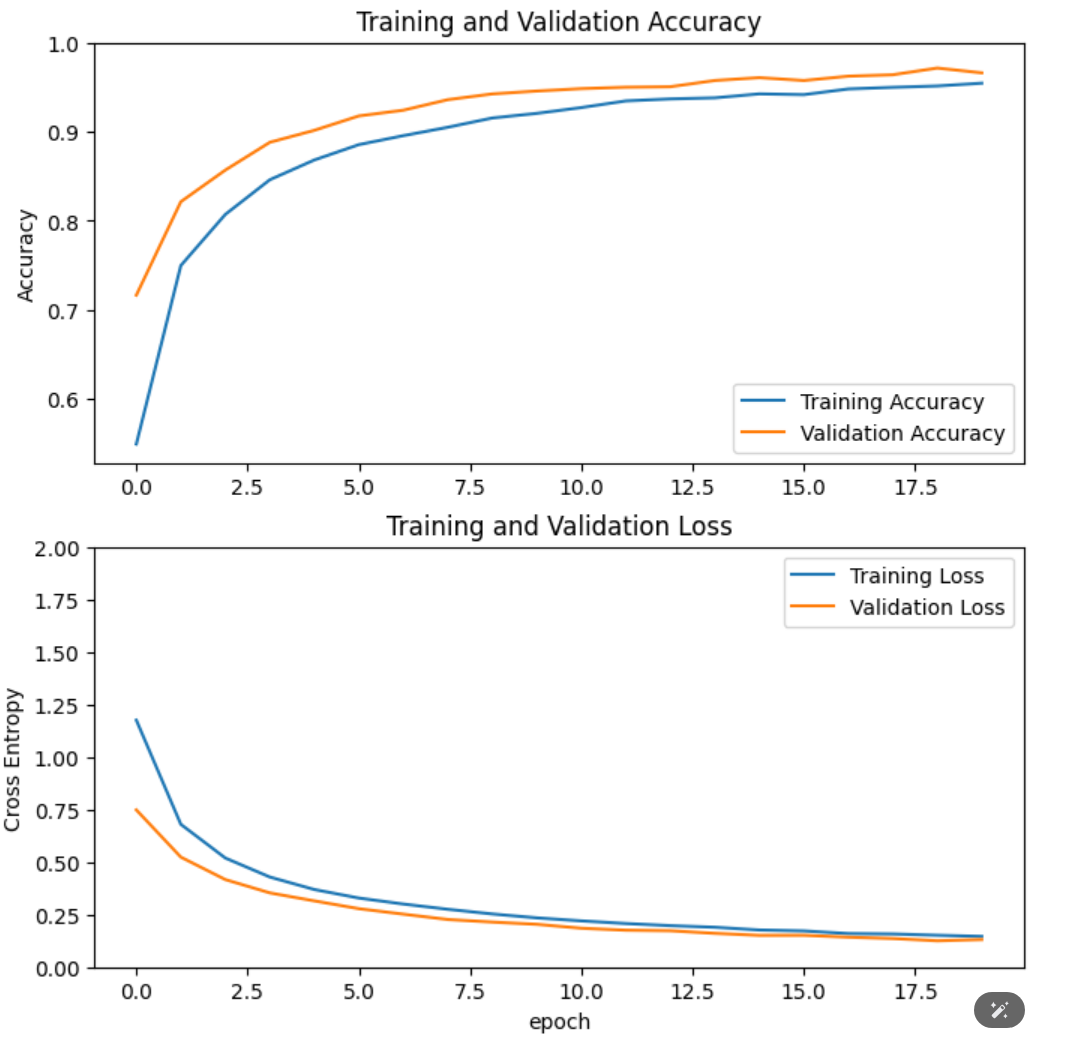 Training and Validation Accuracy
1.0
0.9
0.8
0.7
0.6
Accuracy
Training Accuracy
Validation Accuracy
0.0 2.5 5.0 7.5 10.0 12.5 15.0 17.5
Training and Validation Loss
2.00
1.75
1.50
1.25
1.00
0.75
0.50
0.25
0.00
Cross Entropy
Training Loss
Validation Loss
0.0 2.5 5.0 7.5 10.0 12.5 15.0 17.5
epoch